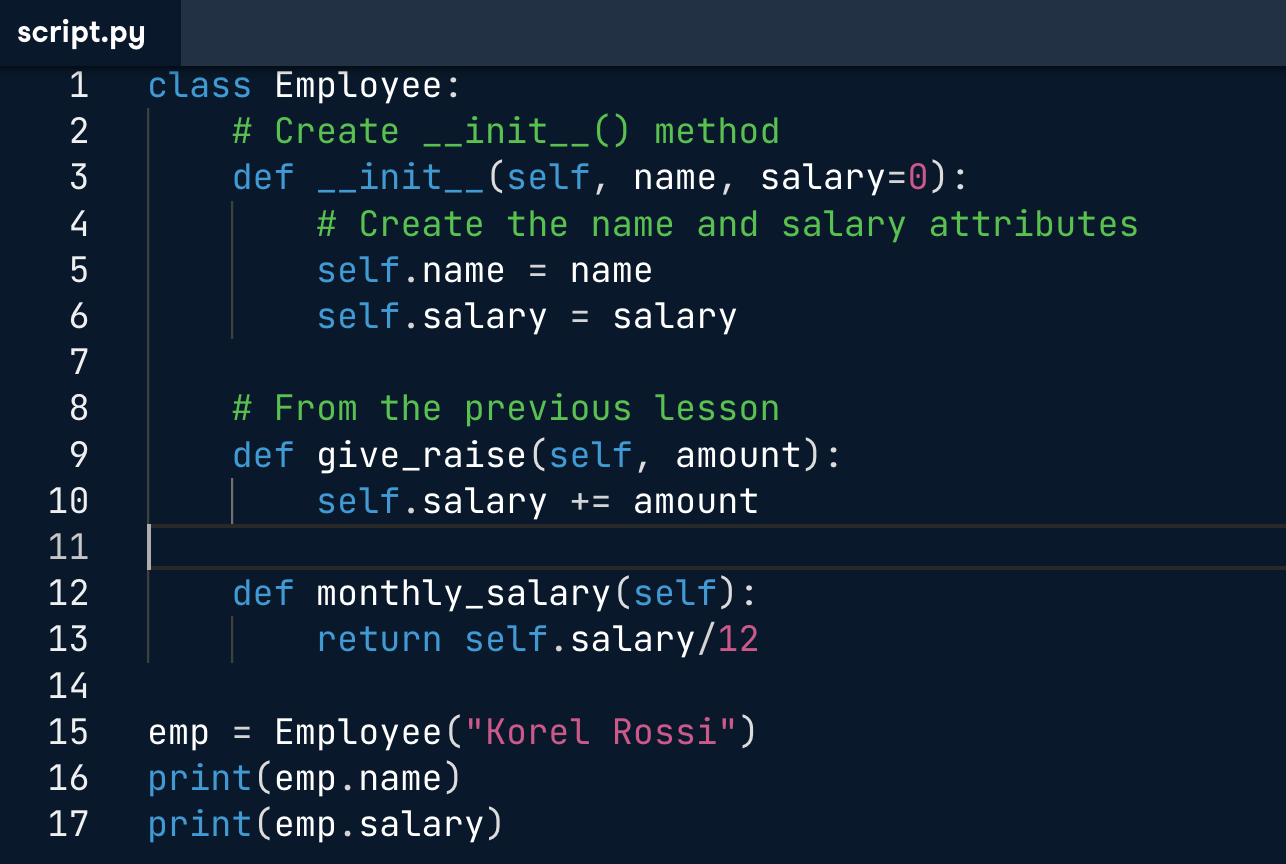 script.py
1 class Employee:
2     # Create __init__() method
3     def __init__(self, name, salary=0):
4         # Create the name and salary attributes
5         self.name = name
6         self.salary = salary
7
8     # From the previous lesson
9     def give_raise(self, amount):
10         self.salary += amount
11
12     def monthly_salary(self):
13         return self.salary/12
14
15 emp = Employee("Korel Rossi")
16 print(emp.name)
17 print(emp.salary)